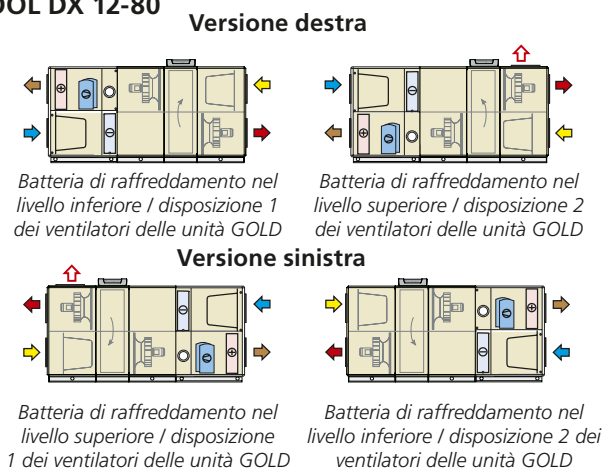 OOL DX 12-80
Versione destra
Batteria di raffreddamento nel
livello inferiore / disposizione 1
dei ventilatori delle unità GOLD
Batteria di raffreddamento nel
livello superiore / disposizione 2
dei ventilatori delle unità GOLD
Versione sinistra
Batteria di raffreddamento nel
livello superiore / disposizione
1 dei ventilatori delle unità GOLD
Batteria di raffreddamento nel
livello inferiore / disposizione 2 dei
ventilatori delle unità GOLD